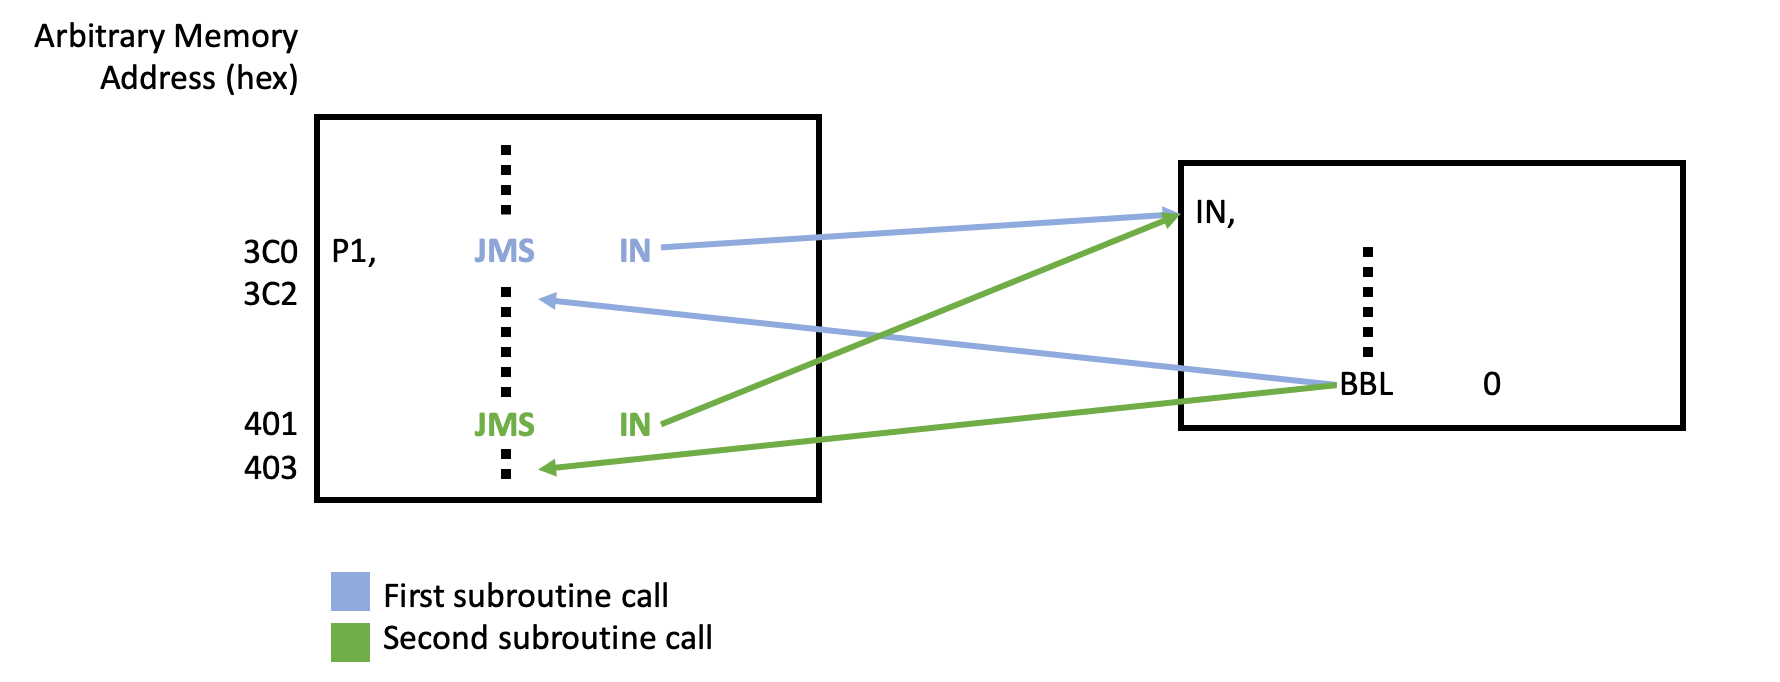 Arbitrary Memory
Address (hex)
IN,
3C0 P1, JMS IN
3C2
BBL 0
401 JMS IN
403
First subroutine call
Second subroutine call